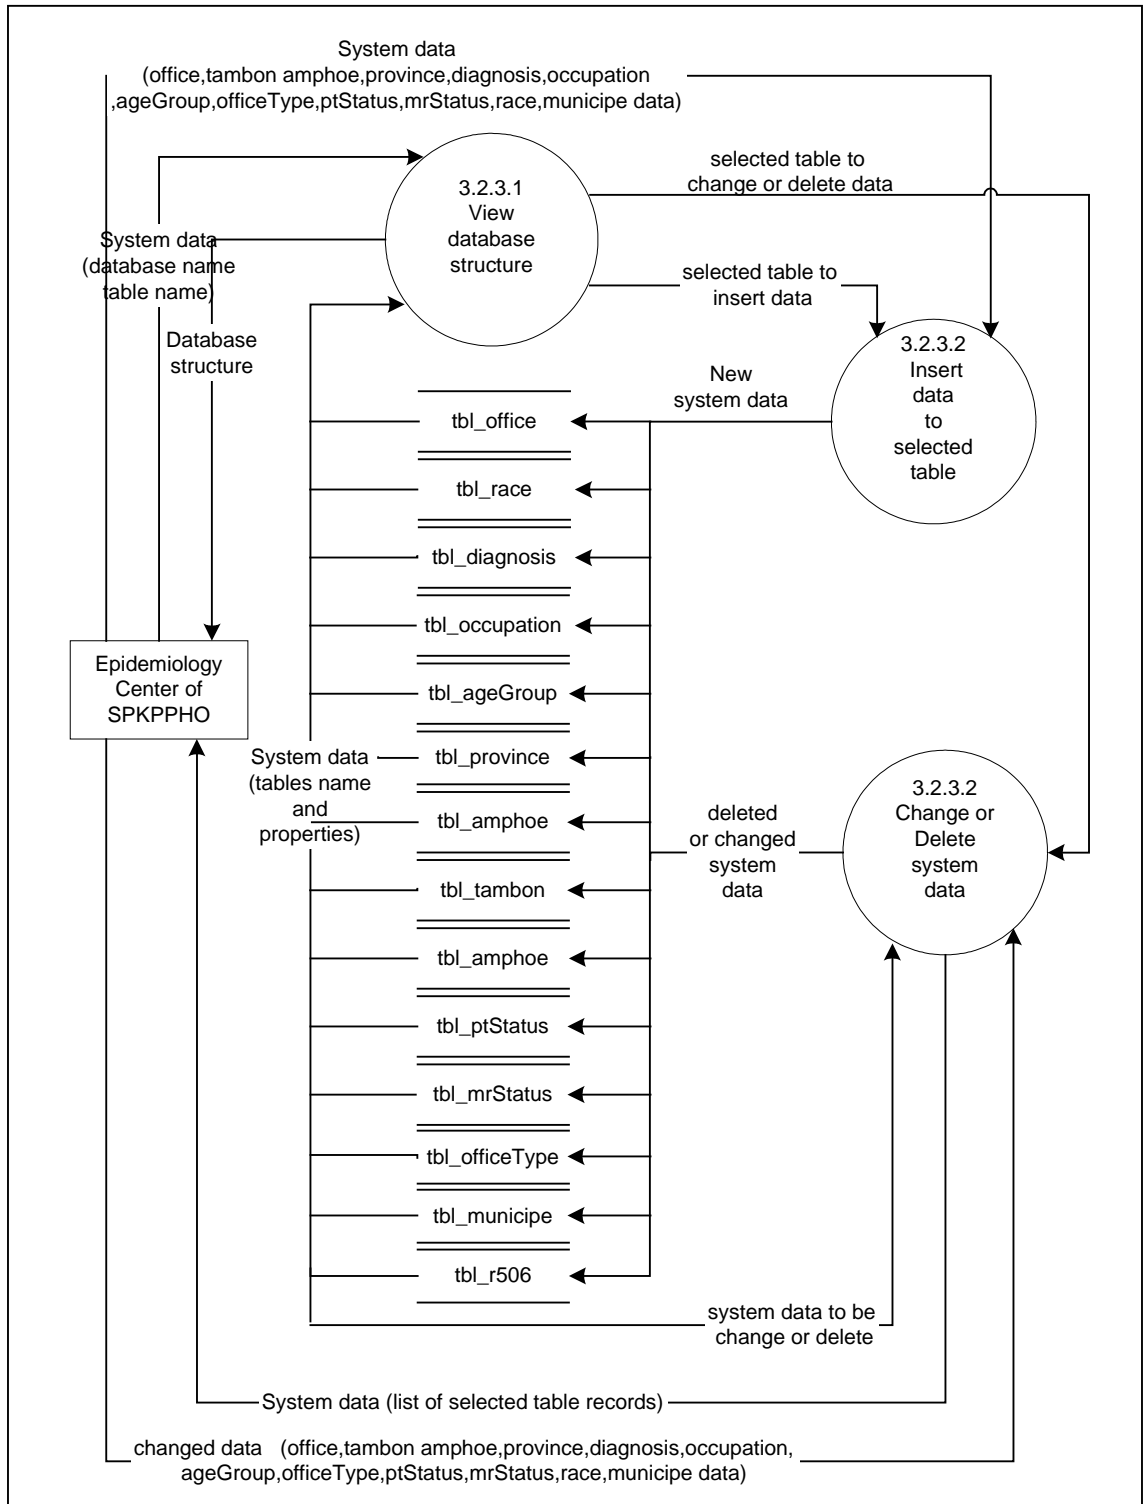 System data
(office,tambon amphoe,province,diagnosis,occupation
,ageGroup,officeType,ptStatus,mrStatus,race,municipe data)
3.2.3.1
View
database
structure
selected table to
change or delete data
System data
(database name
table name)
selected table to
insert data
Database
structure
3.2.3.2
Insert
data
to
selected
table
New
system data
tbl_office
tbl_race
tbl_diagnosis
tbl_occupation
tbl_ageGroup
tbl_province
tbl_amphoe
tbl_tambon
tbl_amphoe
tbl_ptStatus
tbl_mrStatus
tbl_officeType
tbl_municipe
tbl_r506
Epidemiology
Center of
SPKPPHO
System data
(tables name
and
properties)
deleted
or changed
system
data
3.2.3.2
Change or
Delete
system
data
system data to be
change or delete
System data (list of selected table records)
changed data (office,tambon amphoe,province,diagnosis,occupation,
ageGroup,officeType,ptStatus,mrStatus,race,municipe data)